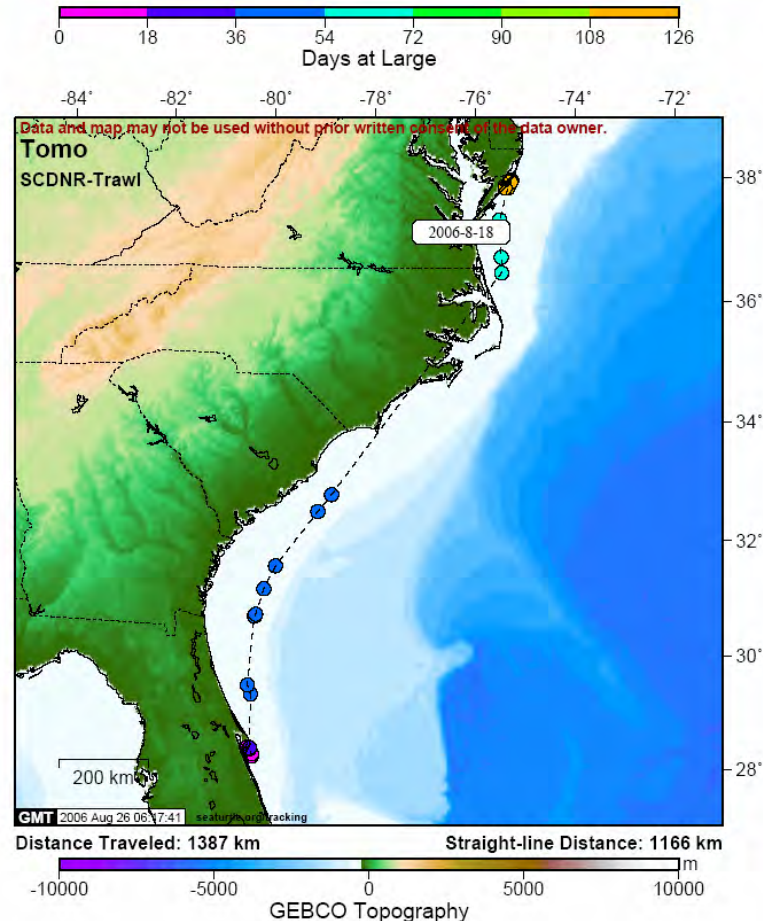 0 18 36 54 72 90 108 126
Days at Large
-84° -82° -80° -78° -76° -74° -72°
Data and map may not be used without prior written consent of the data owner.
Tomo
SCDNR-Trawl
38°
2006-8-18
36°
34°
32°
30°
200 km
28°
GMT 2006 Aug 26 06:17:41 seaturtle.org/tracking
Distance Traveled: 1387 km Straight-line Distance: 1166 km
m
-10000 -5000 0 5000 10000
GEBCO Topography